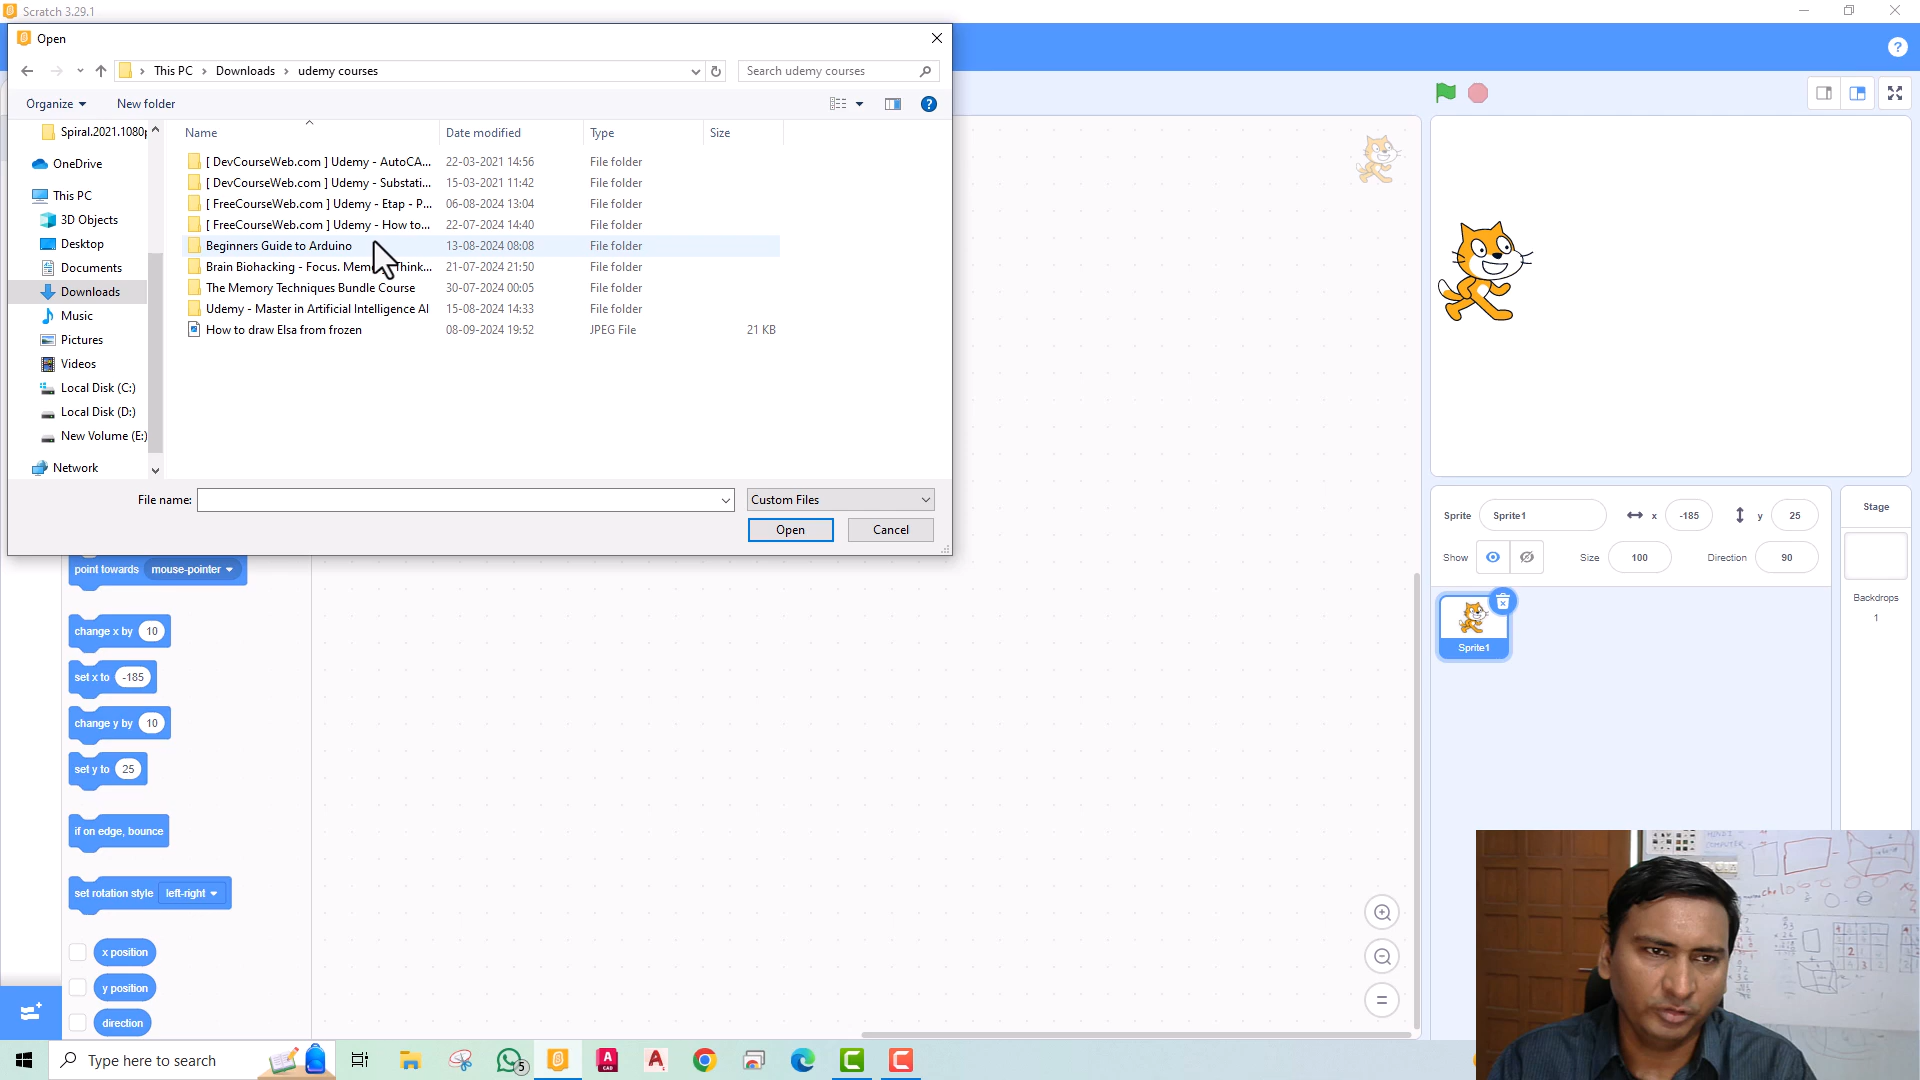 Scratch 3.29.1
Open
This PC > Downloads > udemy courses
Search udemy courses
Organize
New folder
Name Date modified Type Size
[ DevCourseWeb.com ] Udemy - AutoCA... 22-03-2021 14:56 File folder
[ DevCourseWeb.com ] Udemy - Substati... 15-03-2021 11:42 File folder
[ FreeCourseWeb.com ] Udemy - Etap - P... 06-08-2024 13:04 File folder
[ FreeCourseWeb.com ] Udemy - How to... 22-07-2024 14:40 File folder
Beginners Guide to Arduino 13-08-2024 08:08 File folder
Brain Biohacking - Focus. Mem Think... 21-07-2024 21:50 File folder
The Memory Techniques Bundle Course 30-07-2024 00:05 File folder
Udemy - Master in Artificial Intelligence AI 15-08-2024 14:33 File folder
How to draw Elsa from frozen 08-09-2024 19:52 JPEG File 21 KB
Spiral.2021.1080p
OneDrive
This PC
3D Objects
Desktop
Documents
Downloads
Music
Pictures
Videos
Local Disk (C:)
Local Disk (D:)
New Volume (E:)
Network
File name:
Custom Files
Open
Cancel
point towards mouse-pointer
change x by 10
set x to -185
change y by 10
set y to 25
if on edge, bounce
set rotation style left-right
x position
y position
direction
Sprite Sprite1 x -185 y 25
Show Size 100 Direction 90
Sprite1
Stage
Backdrops
1
Type here to search
5